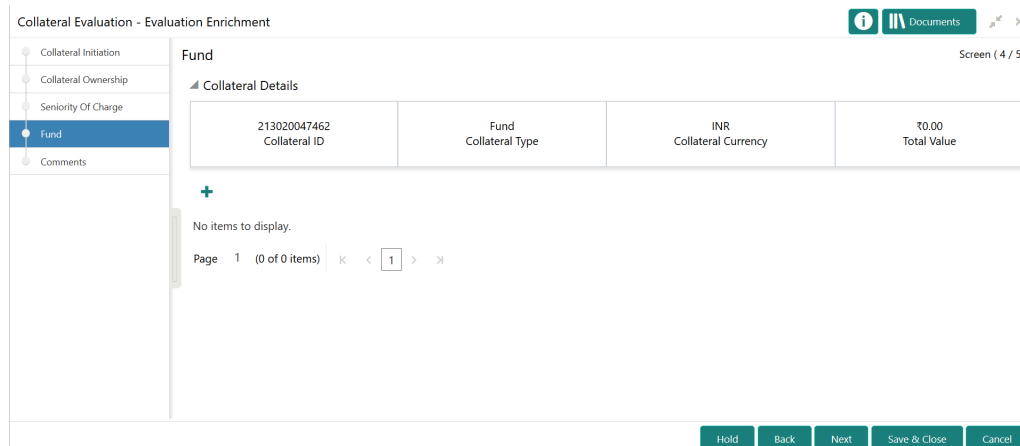 Collateral Evaluation - Evaluation Enrichment
Documents
Collateral Initiation
Collateral Ownership
Seniority Of Charge
Fund
Comments
Fund
Screen ( 4 / 5
Collateral Details
213020047462
Collateral ID
Fund
Collateral Type
INR
Collateral Currency
₹0.00
Total Value
No items to display.
Page 1 (0 of 0 items) 1
Hold
Back
Next
Save & Close
Cancel